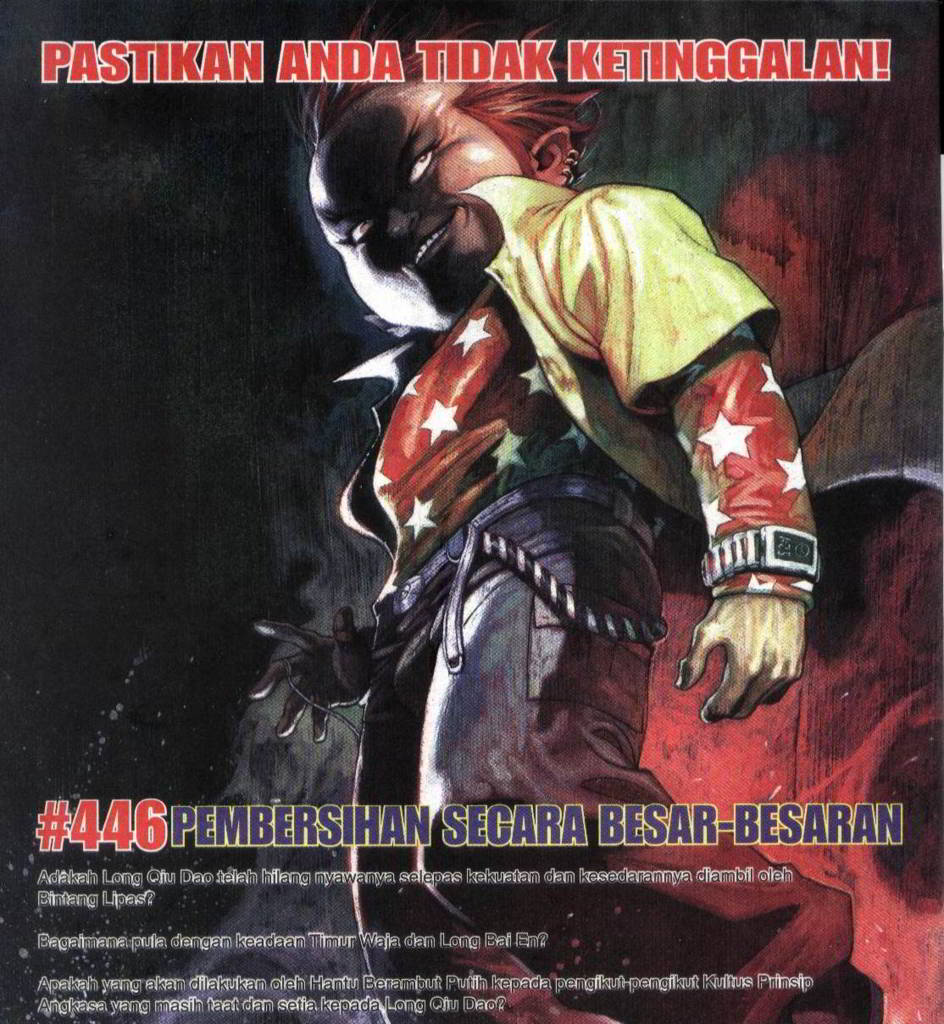 PASTIKAN ANDA TIDAK KETINGGALAN!
#446 PEMBERSIHAN SECARA BESAR-BESARAN
Adakah Long Qiu Dao telah hilang nyawanya selepas kekuatan dan kesedarannya diambil oleh
Bintang Lipas?
Bagaimana pula dengan keadaan Timur Waja dan Long Bai En?
Apakah yang akan dilakukan oleh Hantu Berambut Putih kepada pengikut-pengikut Kultus Prinsip
Angkasa yang masih taat dan setia kepada Long Qiu Dao?